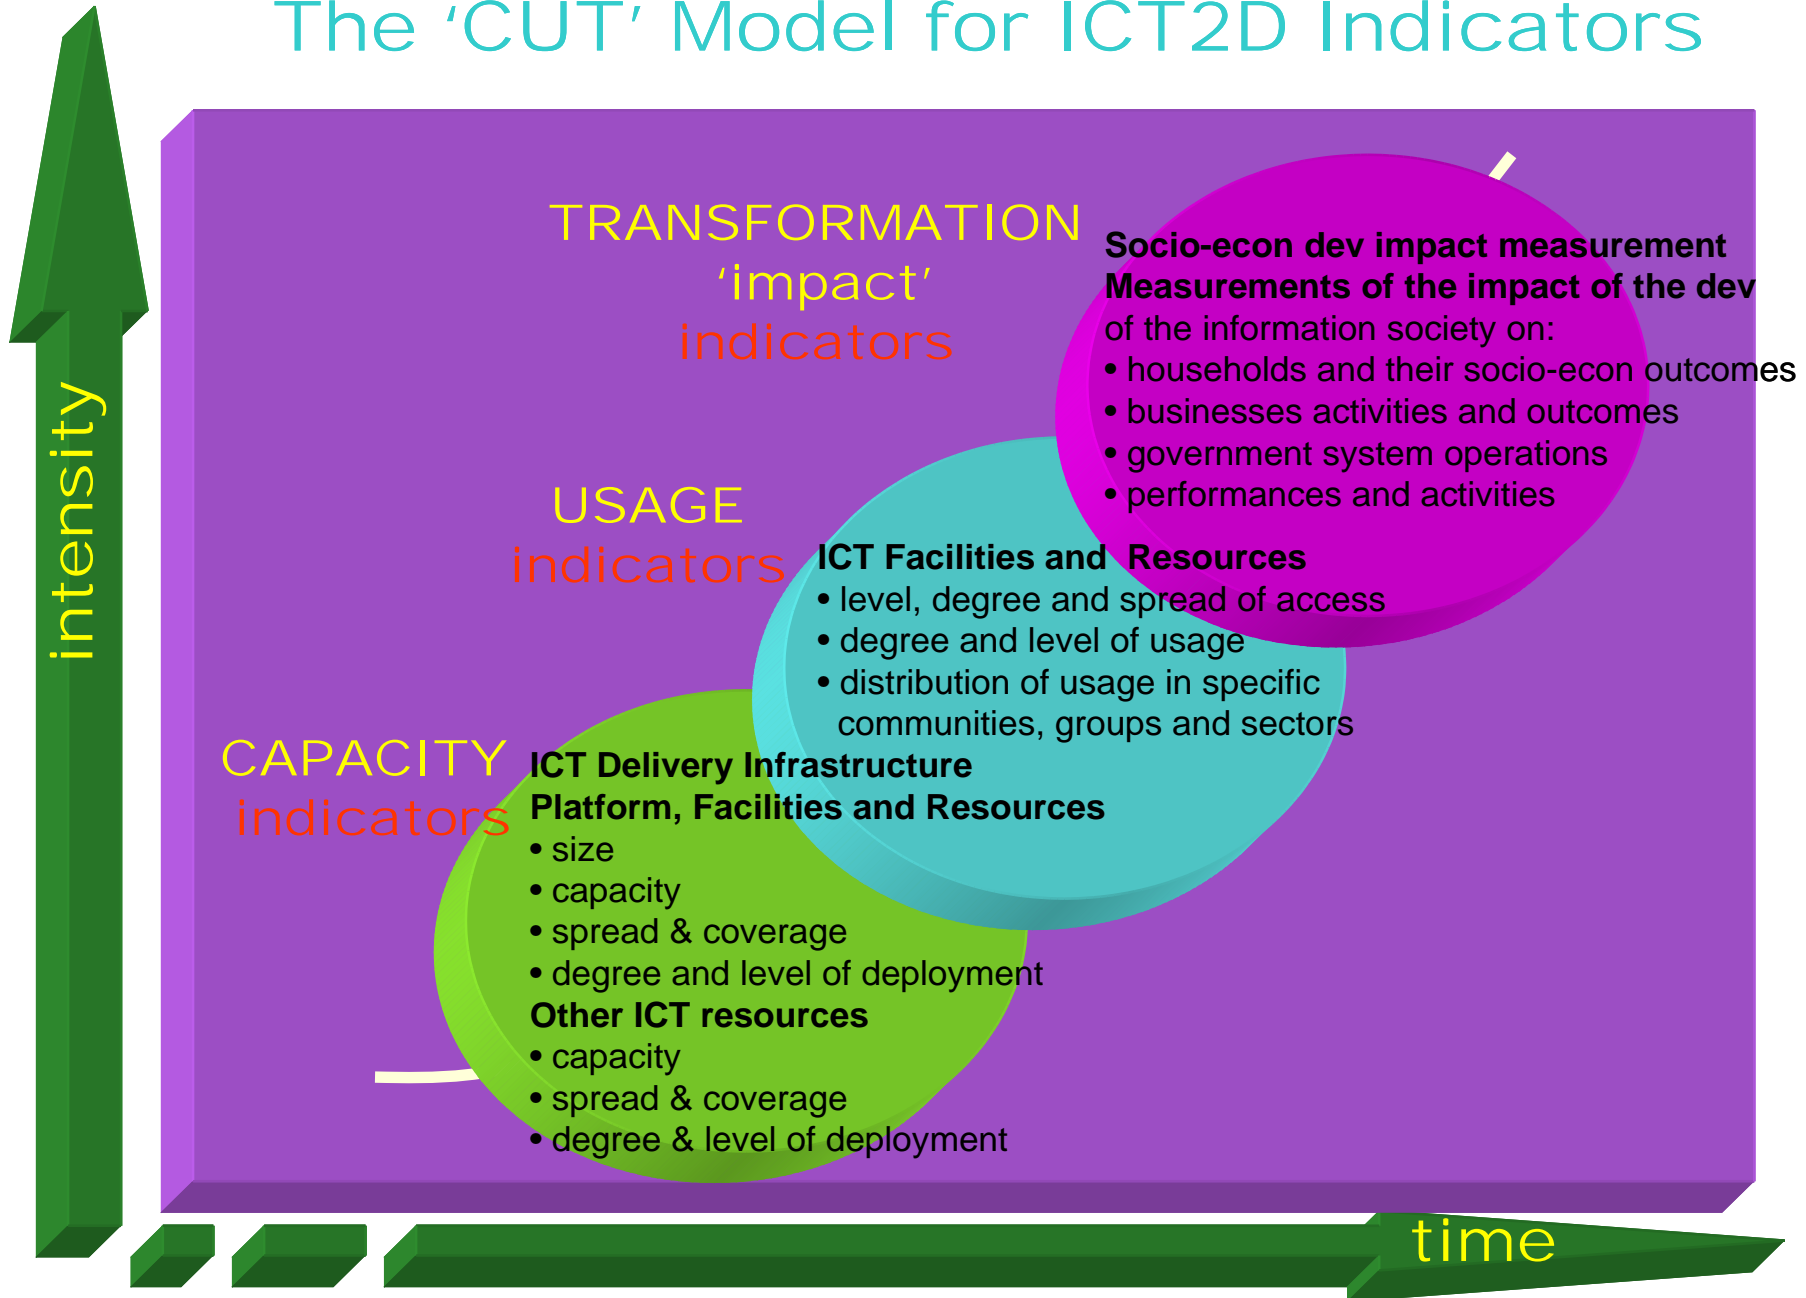 The ‘CUT’ Model for ICT2D Indicators
intensity
TRANSFORMATION
‘impact’
indicators
Socio-econ dev impact measurement
Measurements of the impact of the dev
of the information society on:
• households and their socio-econ outcomes
• businesses activities and outcomes
• government system operations
• performances and activities
USAGE
indicators
ICT Facilities and Resources
• level, degree and spread of access
• degree and level of usage
• distribution of usage in specific
communities, groups and sectors
CAPACITY
indicators
ICT Delivery Infrastructure
Platform, Facilities and Resources
• size
• capacity
• spread & coverage
• degree and level of deployment
Other ICT resources
• capacity
• spread & coverage
• degree & level of deployment
time